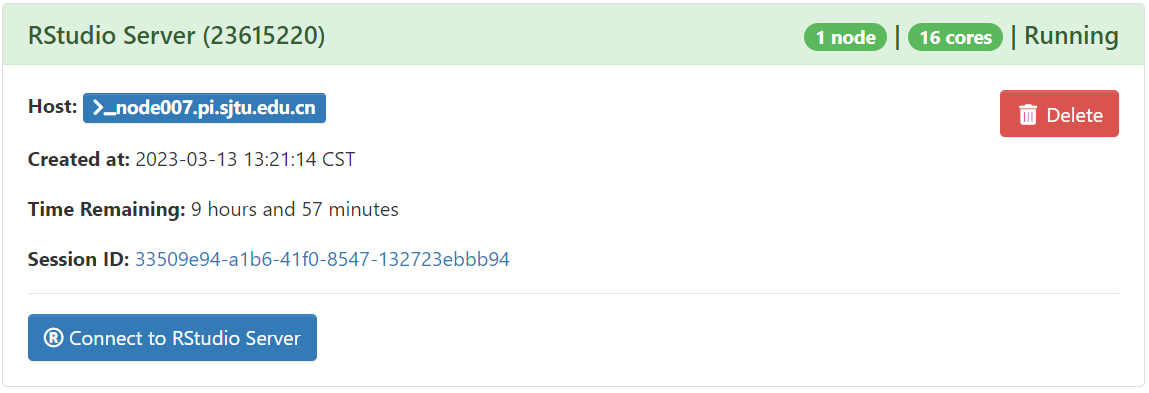 RStudio Server (23615220) 1 node | 16 cores | Running
Host: >_node007.pi.sjtu.edu.cn
Delete
Created at: 2023-03-13 13:21:14 CST
Time Remaining: 9 hours and 57 minutes
Session ID: 33509e94-a1b6-41f0-8547-132723ebbb94
® Connect to RStudio Server